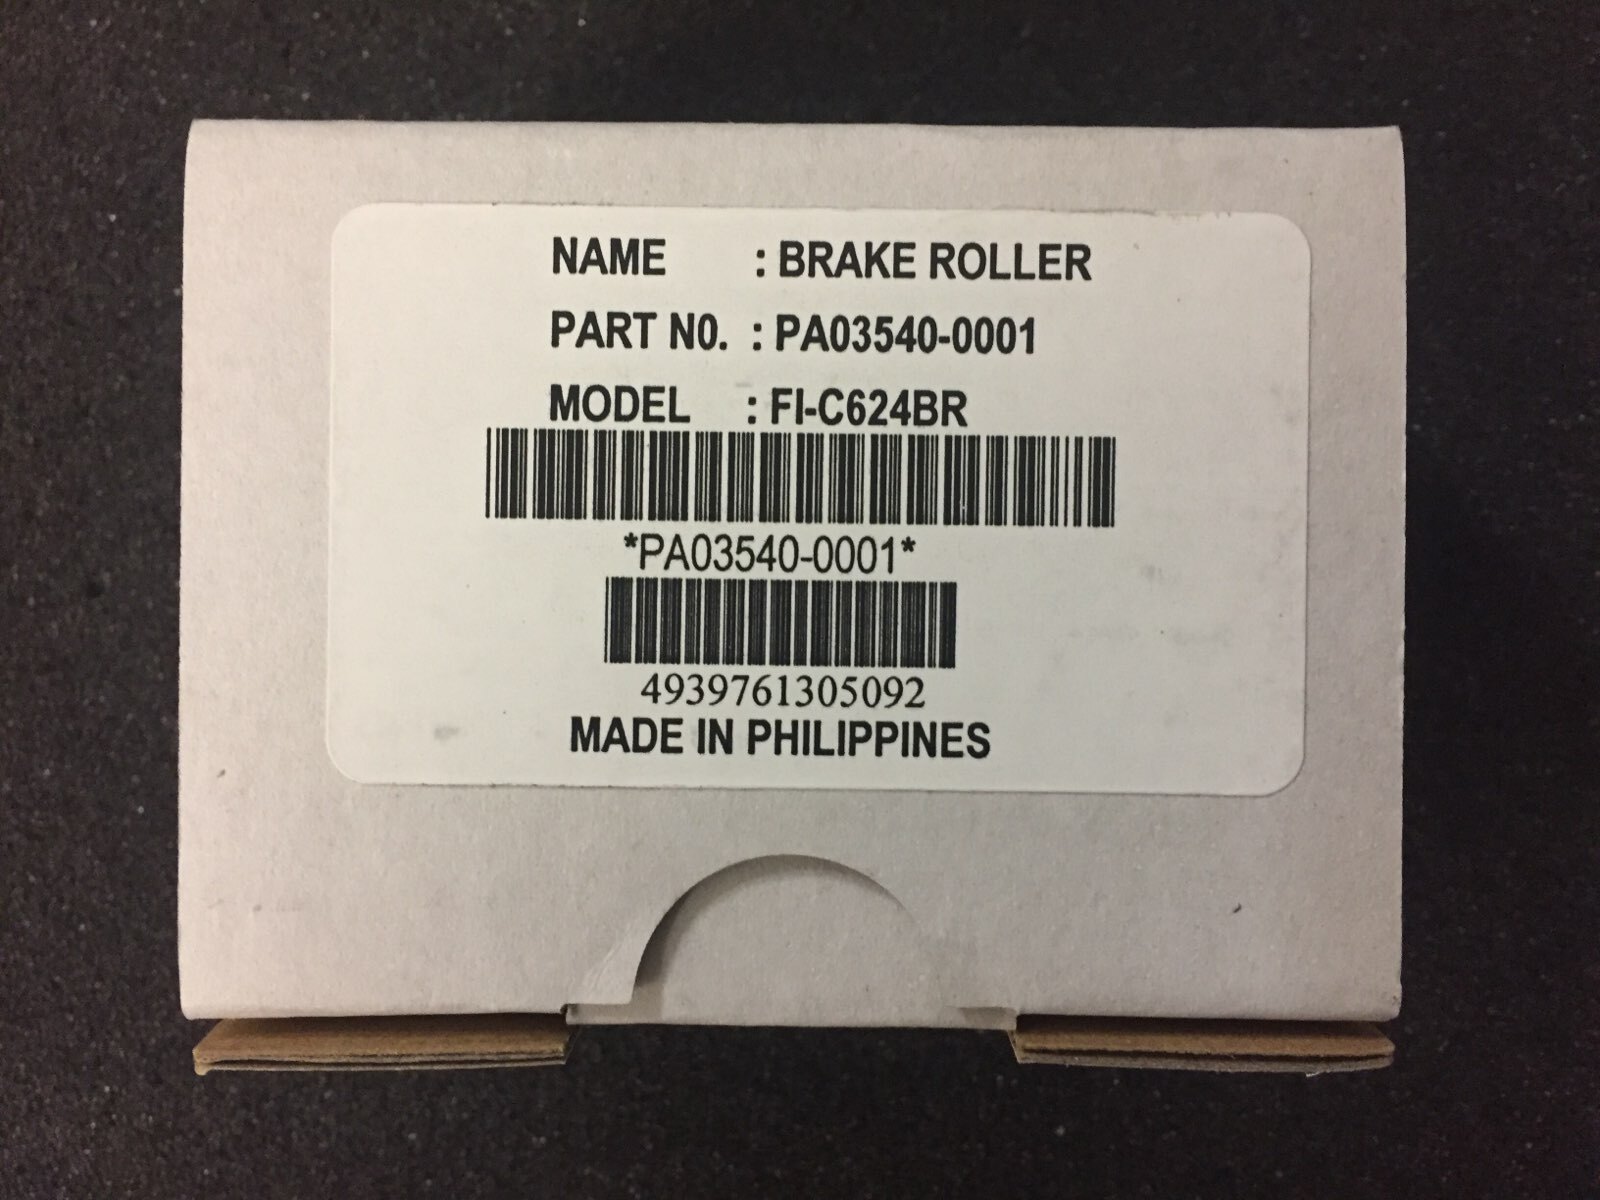 NAME : BRAKE ROLLER
PART N0. : PA03540-0001
MODEL : FI-C624BR
*PA03540-0001*
4939761305092
MADE IN PHILIPPINES